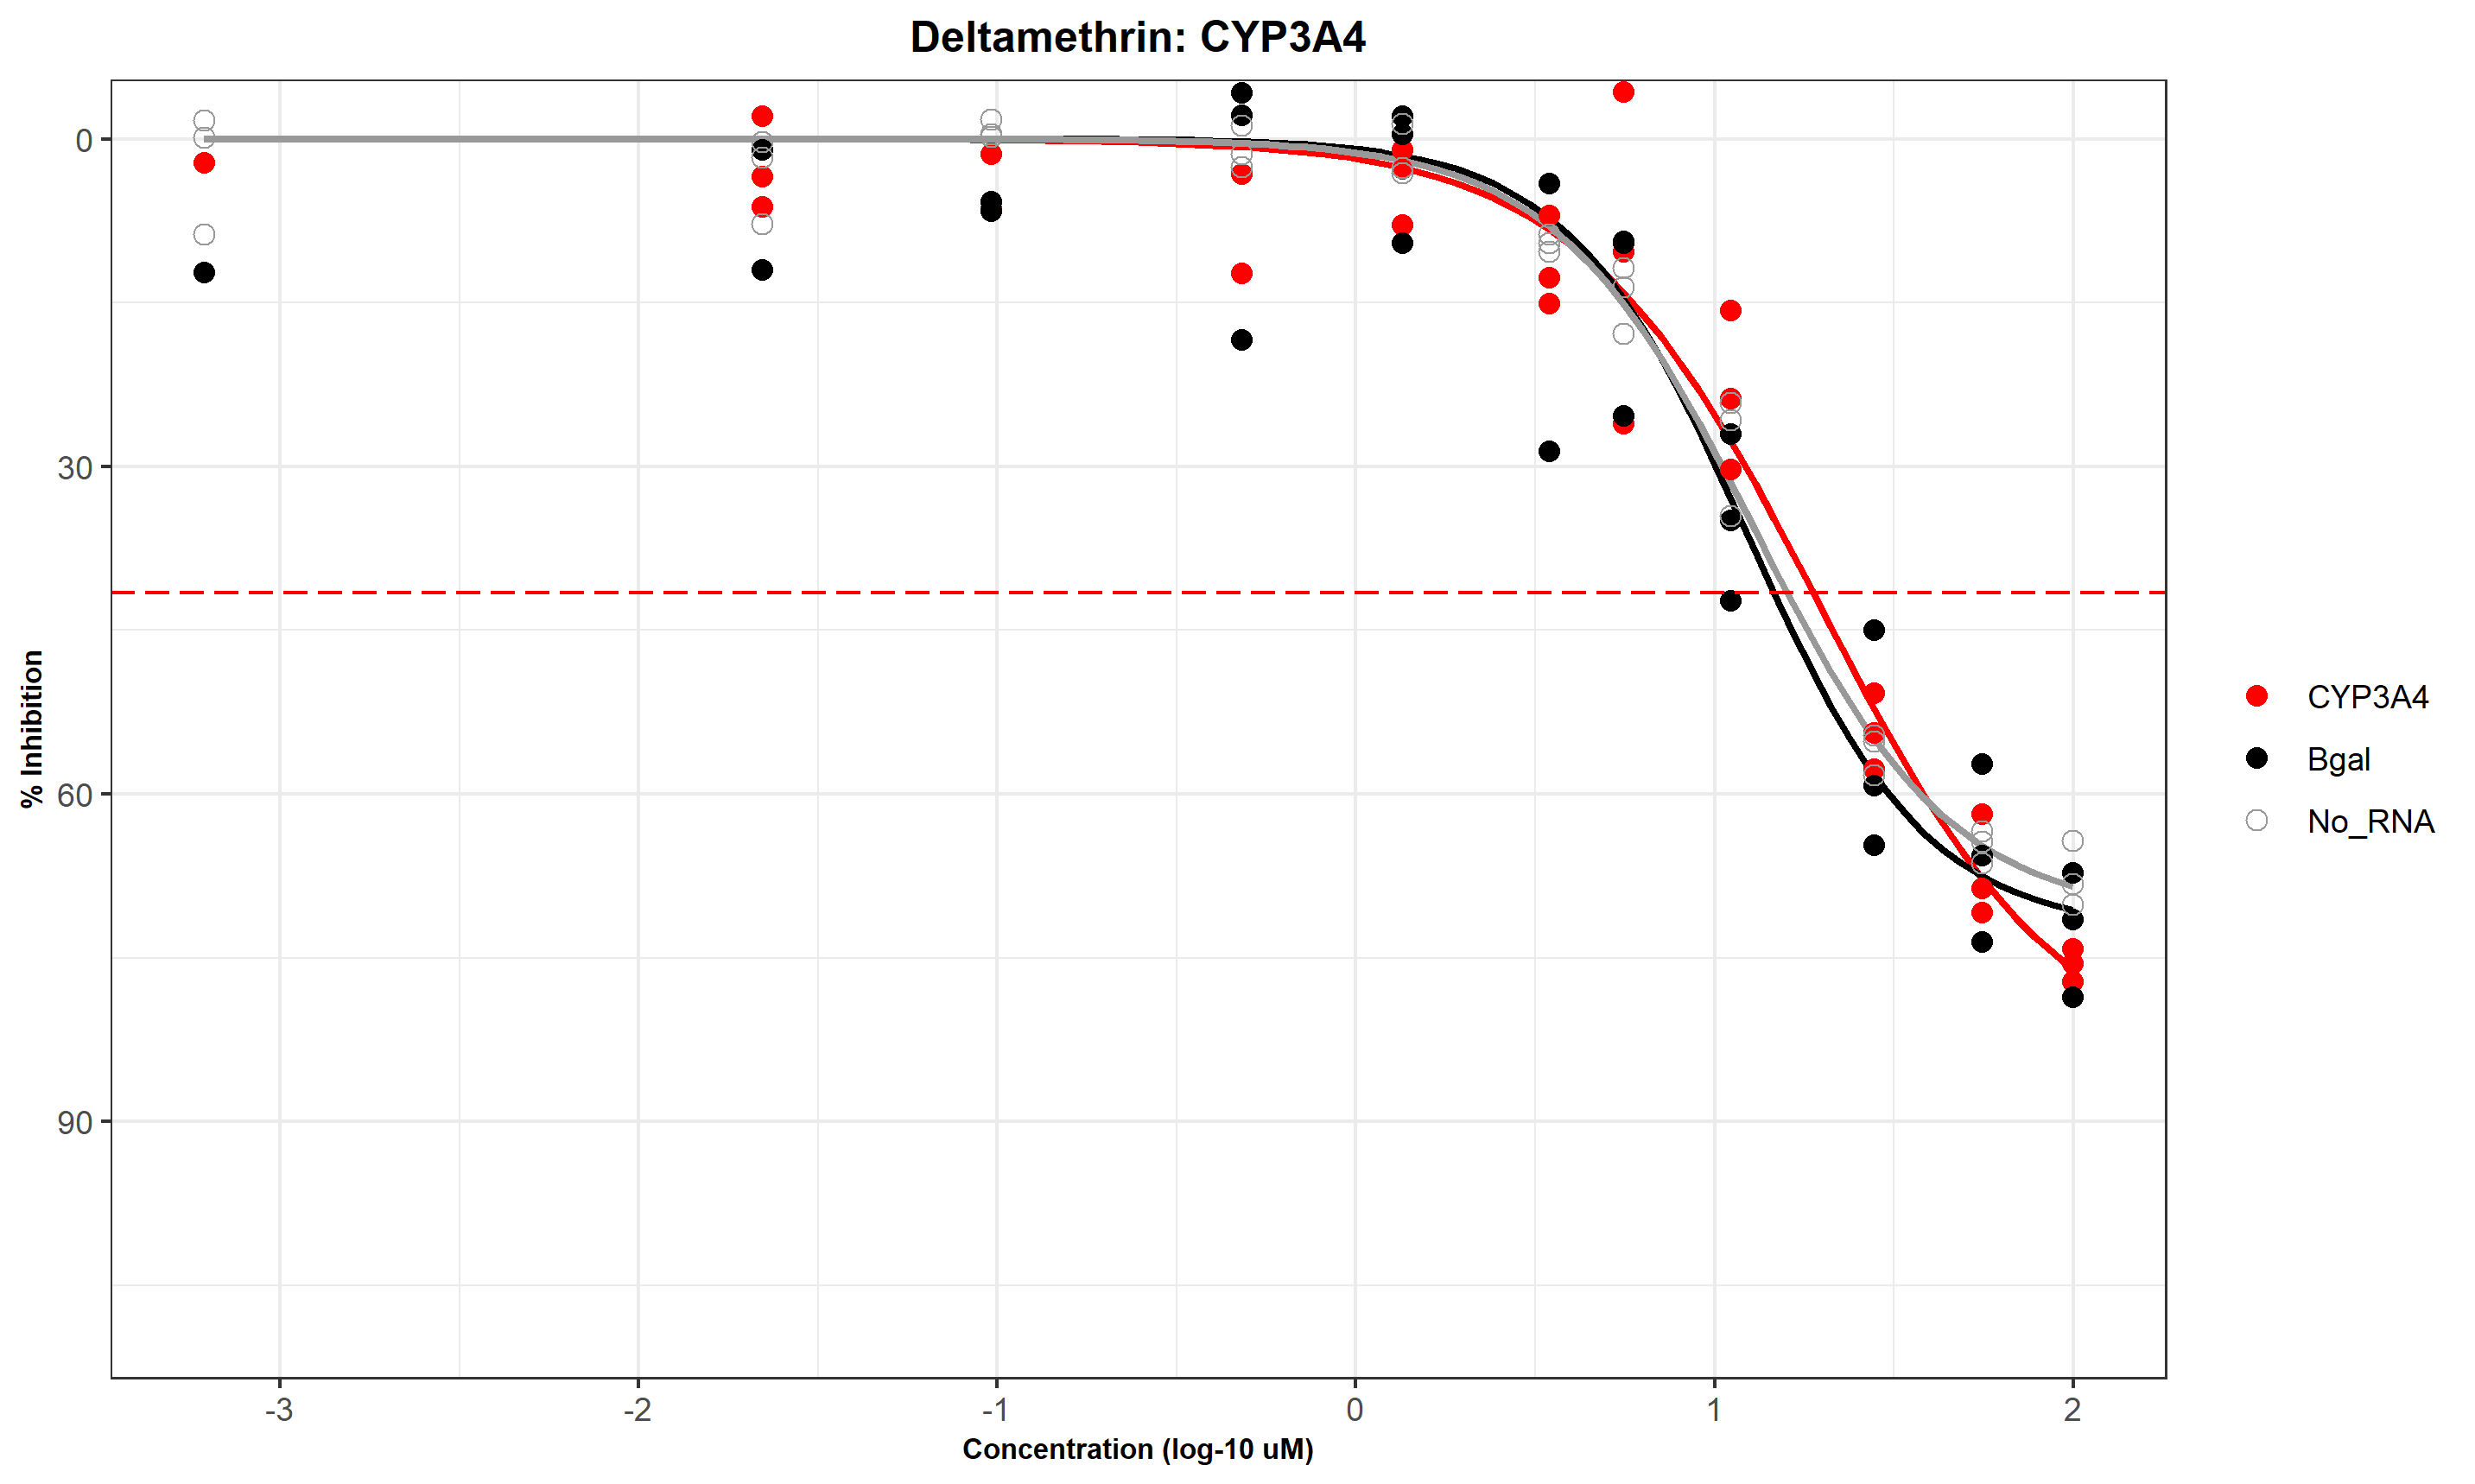 Deltamethrin: CYP3A4
0
30
60
90
% Inhibition
-3 -2 -1 0 1 2
Concentration (log-10 uM)
CYP3A4
Bgal
No_RNA